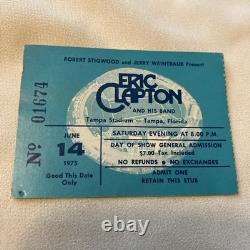 ROBERT STIGWOOD and JERRY WEINTRAUB Present
ERIC
CLAPTON
AND HIS BAND
Tampa Stadium — Tampa, Florida
No 01674
JUNE
14
1975
Good This Date
Only
SATURDAY EVENING at 8:00 P.M.
DAY OF SHOW GENERAL ADMISSION
$7.00 Tax Included
NO REFUNDS • NO EXCHANGES
ADMIT ONE
RETAIN THIS STUB